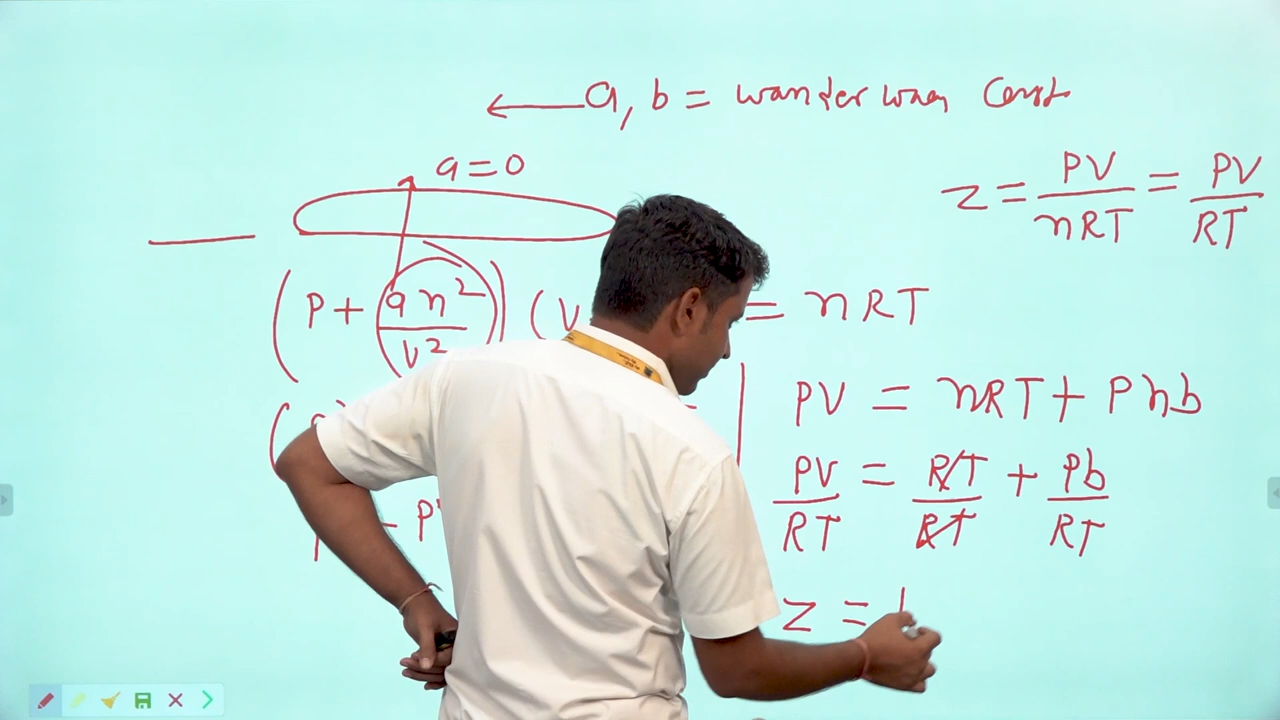 a, b = wander waas Const
a = 0
z = PV/nRT = PV/RT
(P + an²/V²) (V = nRT
PV = nRT + Pnb
PV/RT = RT/RT + Pb/RT
- P
z = 1